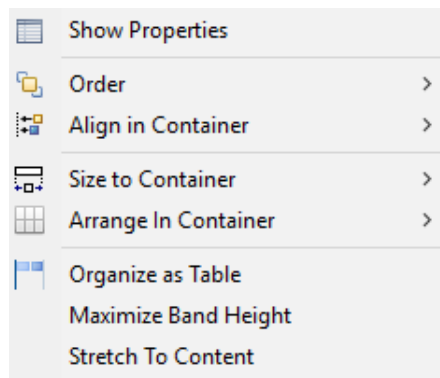 Show Properties
Order
Align in Container
Size to Container
Arrange In Container
Organize as Table
Maximize Band Height
Stretch To Content